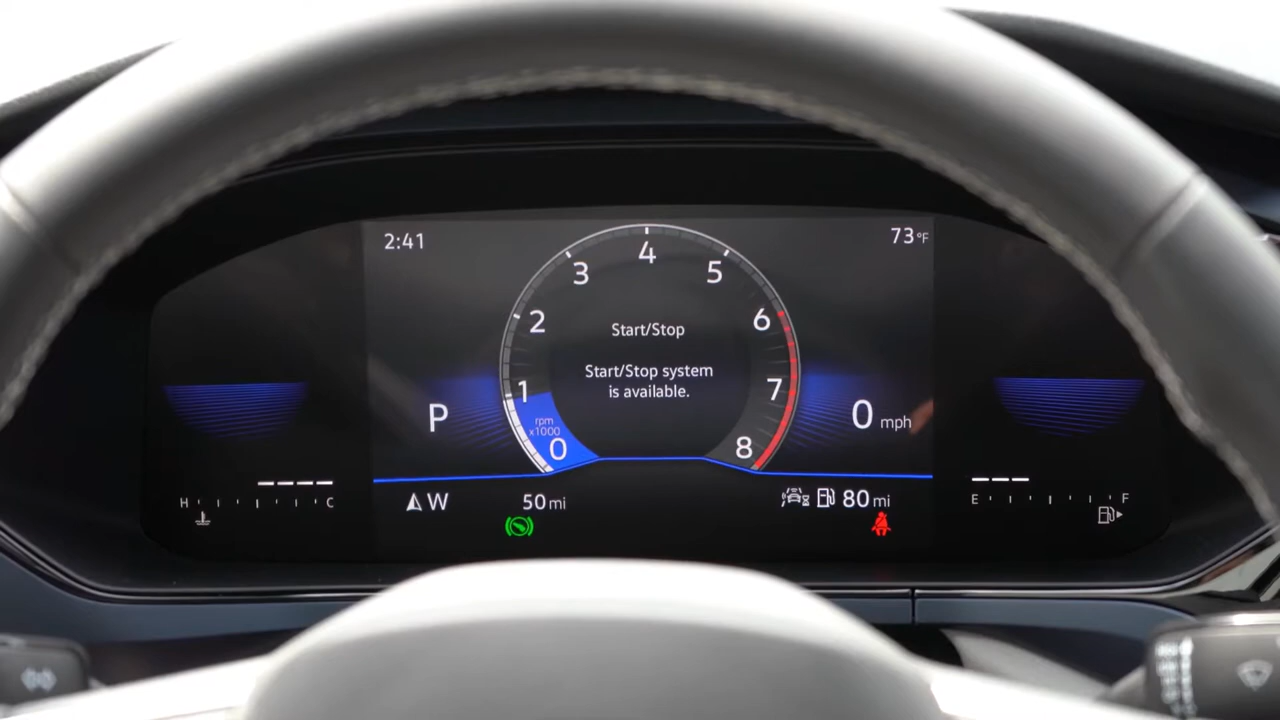 2:41
73°F
4
3
5
2
6
Start/Stop
Start/Stop system
is available.
1
7
P
0 mph
rpm
x1000
0
8
W
50 mi
80 mi
H
C
E
F